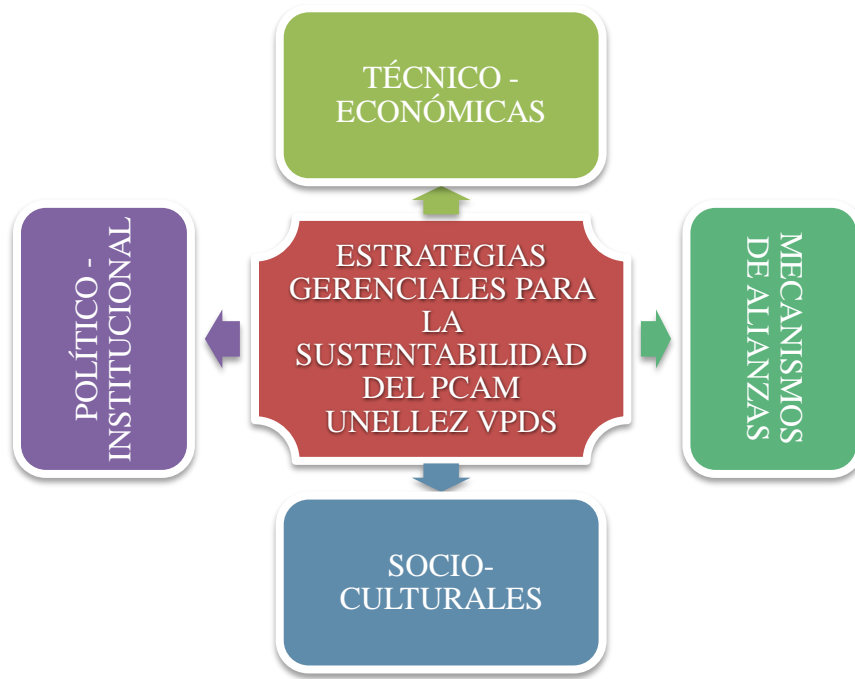 TÉCNICO -
ECONÓMICAS
POLÍTICO -
INSTITUCIONAL
ESTRATEGIAS
GERENCIALES PARA
LA
SUSTENTABILIDAD
DEL PCAM
UNELLEZ VPDS
MECANISMOS
DE ALIANZAS
SOCIO-
CULTURALES